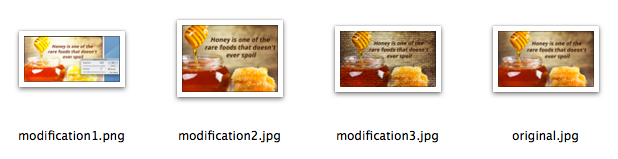 Honey is one of the
rare foods that doesn't
ever spoil
Honey is one of the
rare foods that doesn't
ever spoil
Honey is one of the
rare foods that doesn't
ever spoil
Honey is one of the
rare foods that doesn't
ever spoil
modification1.png
modification2.jpg
modification3.jpg
original.jpg